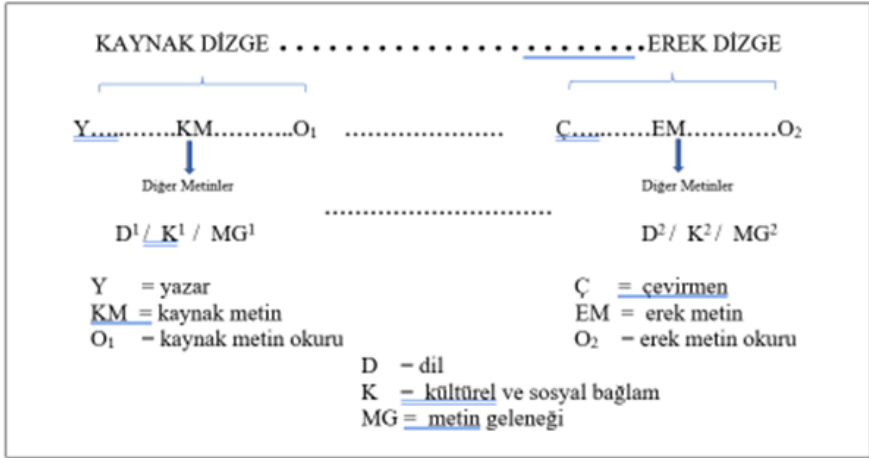 KAYNAK DİZGE . . . . . . . . . . . . . . . . . . . . . . . EREK DİZGE
Y.............KM...........O₁ ........................ Ç...........EM............O₂
Diğer Metinler Diğer Metinler
..................................
D¹/ K¹ / MG¹ D²/ K²/ MG²
Y = yazar Ç = çevirmen
KM = kaynak metin EM = erek metin
O₁ = kaynak metin okuru O₂ = erek metin okuru
D = dil
K = kültürel ve sosyal bağlam
MG = metin geleneği